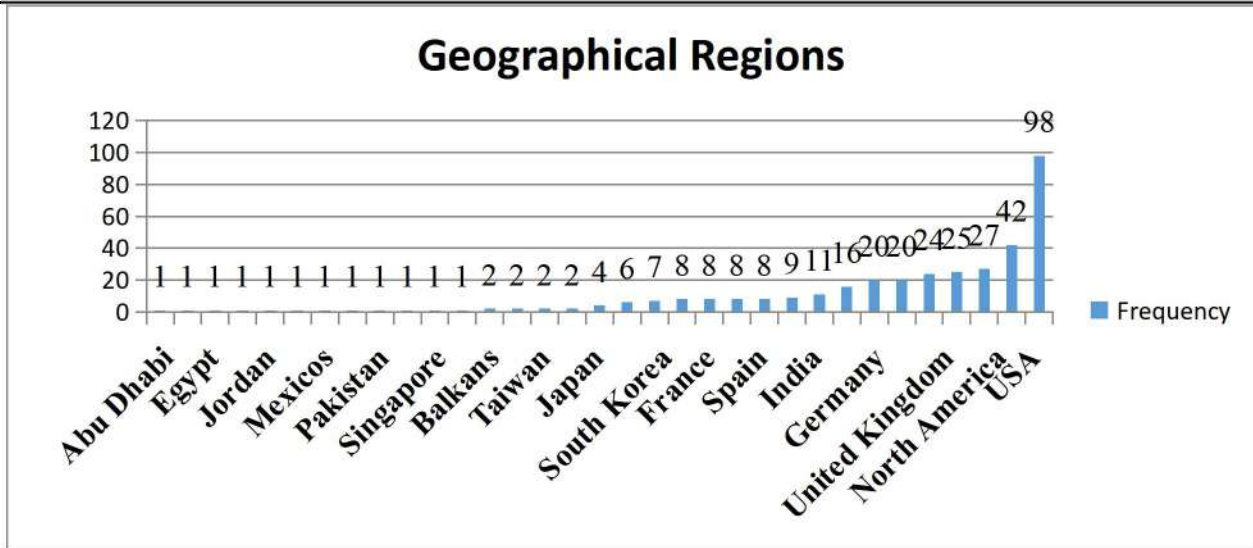 Geographical Regions
120
100
80
60
40
20
0
1 1 1 1 1 1 1 1 1 1 1 1 2 2 2 2 4 6 7 8 8 8 8 9 11 16 20 20 24 25 27 42 98
Abu Dhabi
Egypt
Jordan
Mexicos
Pakistan
Singapore
Balkans
Taiwan
Japan
South Korea
France
Spain
India
Germany
United Kingdom
North America
USA
Frequency